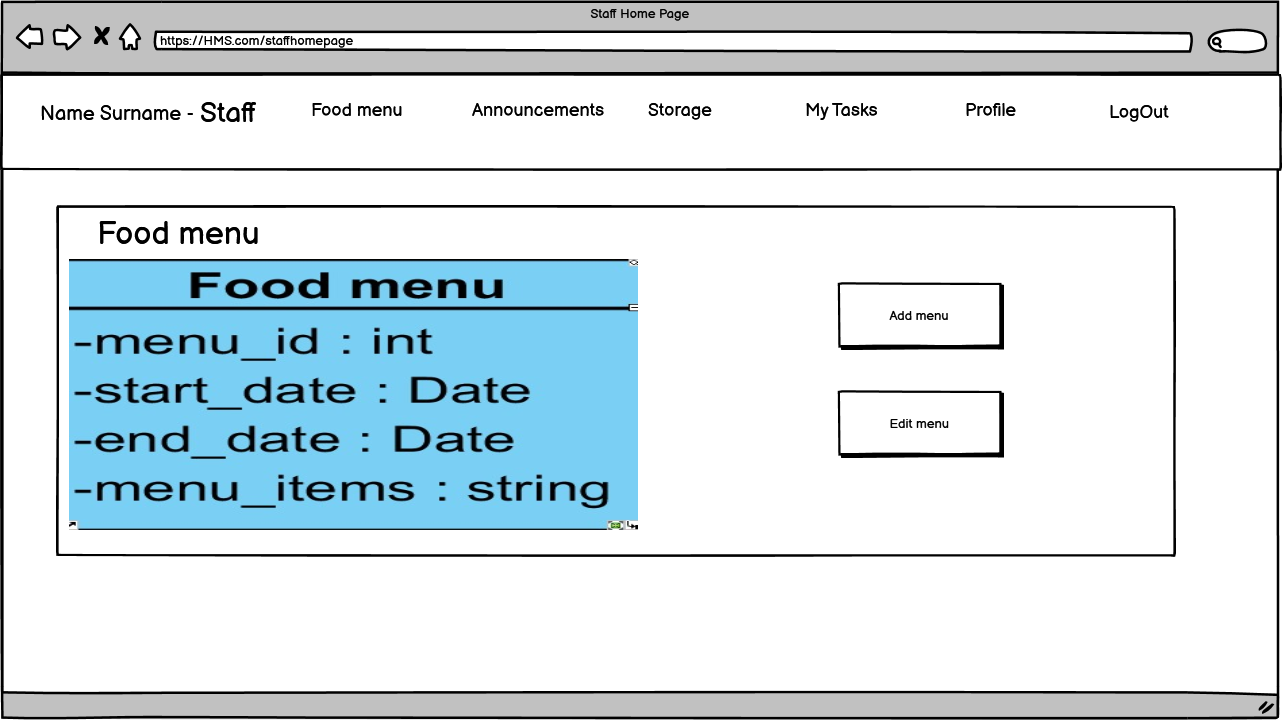 Staff Home Page
https://HMS.com/staffhomepage
Name Surname - Staff Food menu Announcements Storage My Tasks Profile LogOut
Food menu
Food menu
-menu_id : int
-start_date : Date
-end_date : Date
-menu_items : string
Add menu
Edit menu